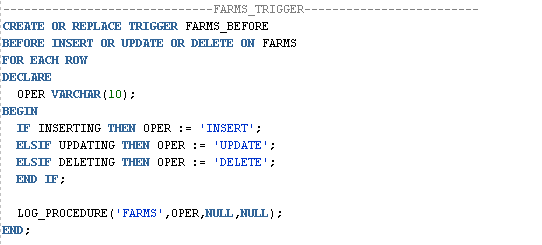 ------------------------------FARMS_TRIGGER-------------------------
CREATE OR REPLACE TRIGGER FARMS_BEFORE
BEFORE INSERT OR UPDATE OR DELETE ON FARMS
FOR EACH ROW
DECLARE
   OPER VARCHAR(10);
BEGIN
  IF INSERTING THEN OPER := 'INSERT';
  ELSIF UPDATING THEN OPER := 'UPDATE';
  ELSIF DELETING THEN OPER := 'DELETE';
  END IF;

  LOG_PROCEDURE('FARMS',OPER,NULL,NULL);
END;